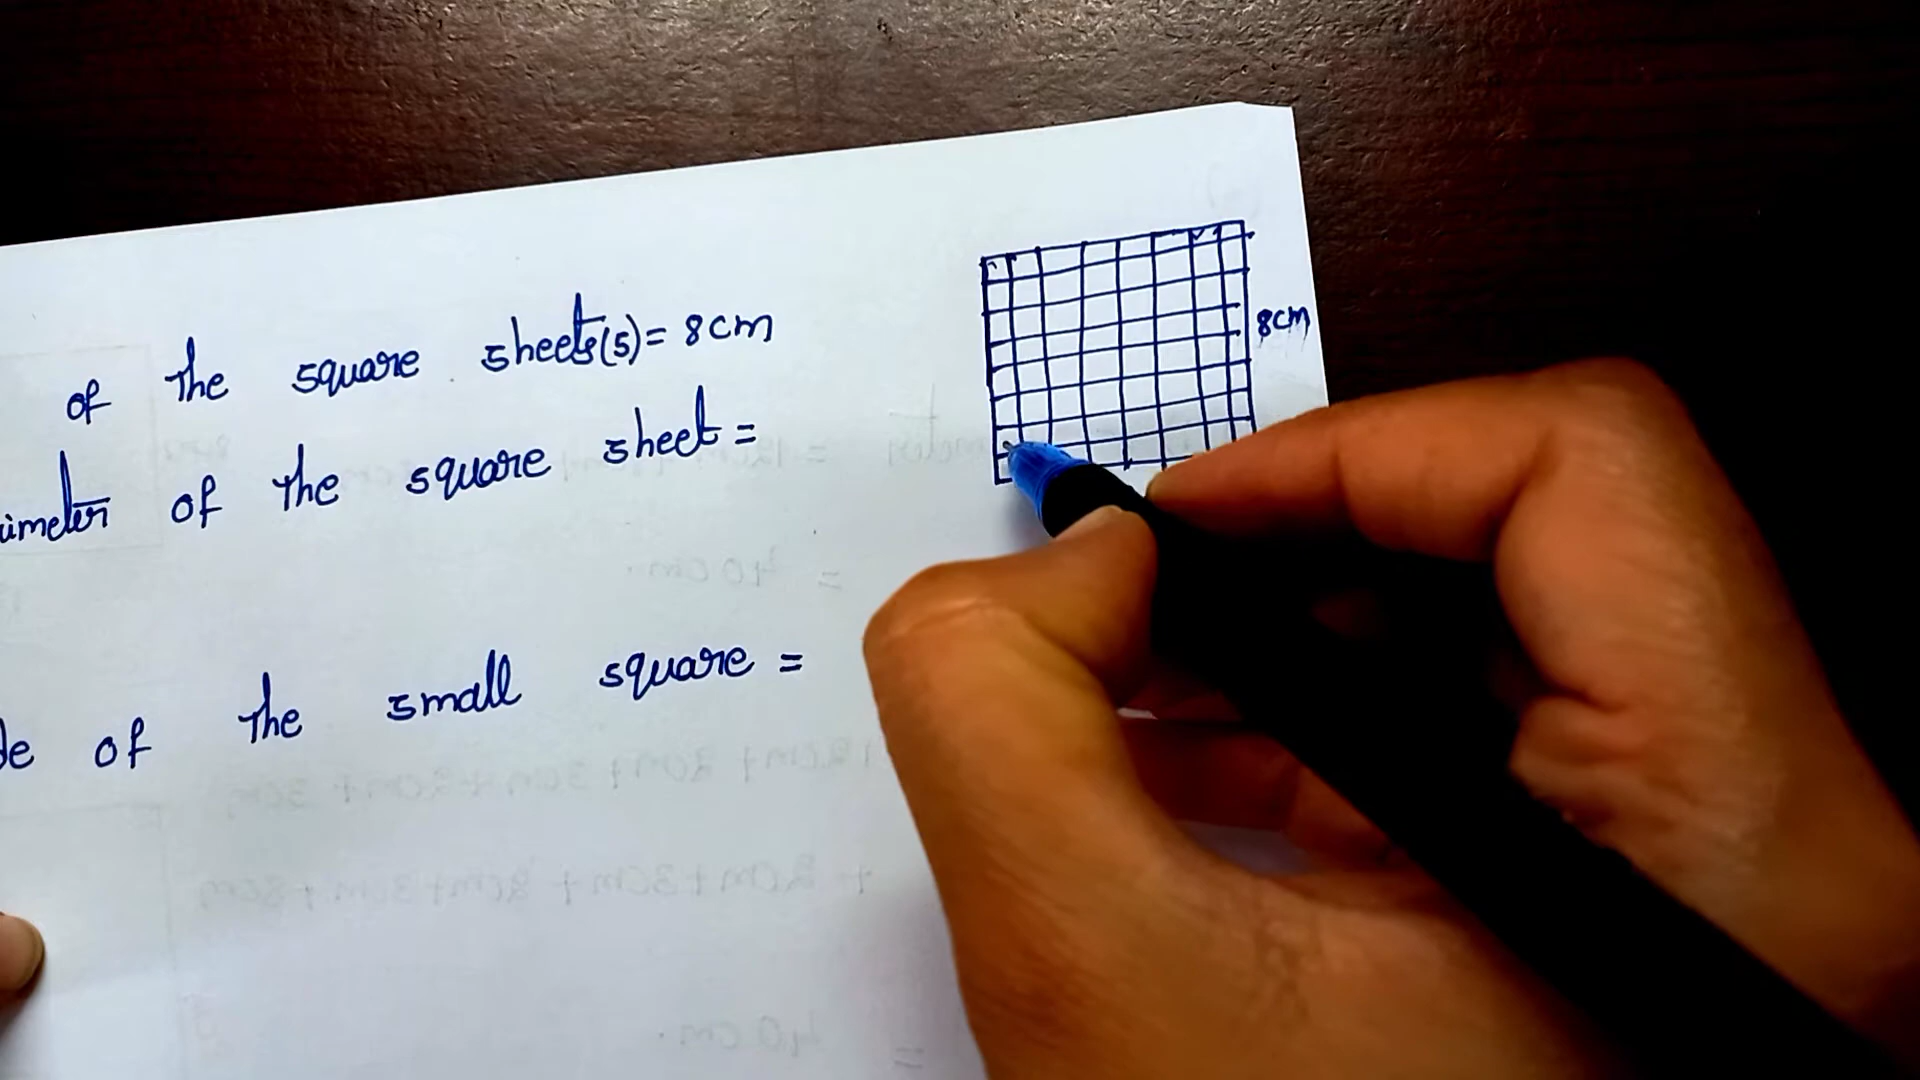 of the square sheets(s)= 8cm
8cm
imeter of the square sheet =
de of the small square =